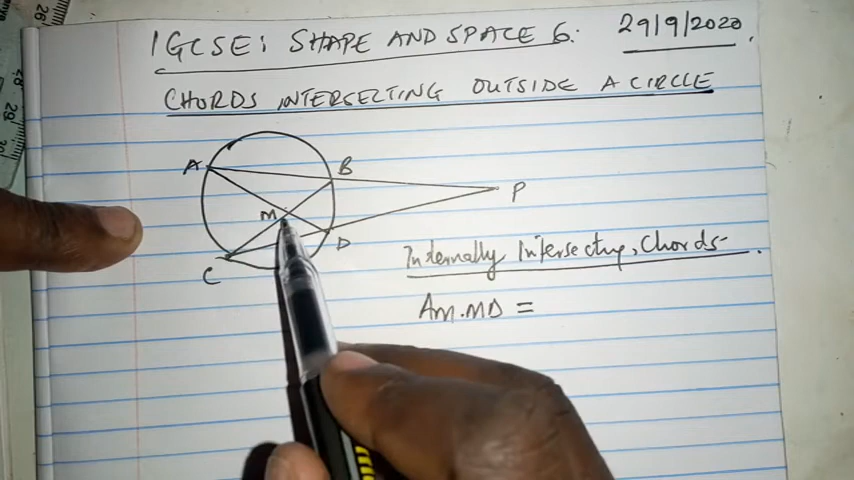 IGCSE: SHAPE AND SPACE 6. 29/9/2020.
CHORDS INTERSECTING OUTSIDE A CIRCLE
A B
P
M
D
C
Internally Intersecting, Chords.
AM.MD =